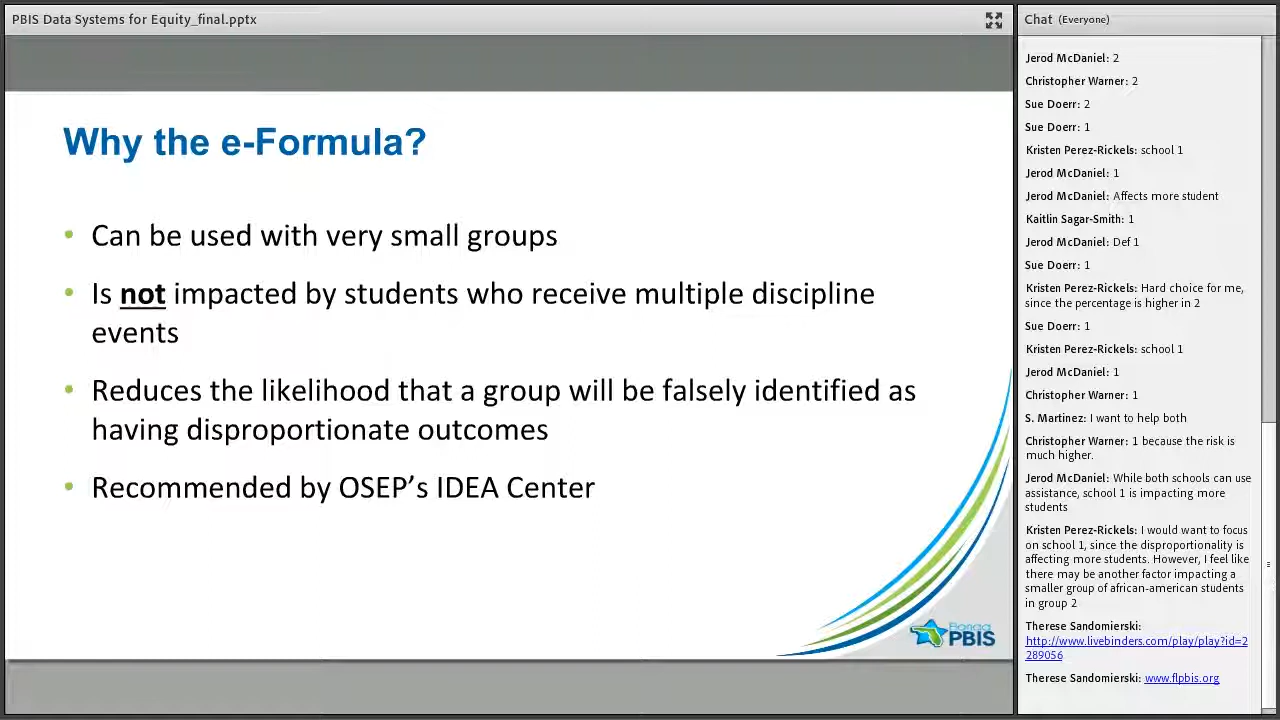 PBIS Data Systems for Equity_final.pptx
Why the e-Formula?
• Can be used with very small groups
• Is not impacted by students who receive multiple discipline
events
• Reduces the likelihood that a group will be falsely identified as
having disproportionate outcomes
• Recommended by OSEP’s IDEA Center
Florida
PBIS
Chat (Everyone)
Jerod McDaniel: 2
Christopher Warner: 2
Sue Doerr: 2
Sue Doerr: 1
Kristen Perez-Rickels: school 1
Jerod McDaniel: 1
Jerod McDaniel: Affects more student
Kaitlin Sagar-Smith: 1
Jerod McDaniel: Def 1
Sue Doerr: 1
Kristen Perez-Rickels: Hard choice for me,
since the percentage is higher in 2
Sue Doerr: 1
Kristen Perez-Rickels: school 1
Jerod McDaniel: 1
Christopher Warner: 1
S. Martinez: I want to help both
Christopher Warner: 1 because the risk is
much higher.
Jerod McDaniel: While both schools can use
assistance, school 1 is impacting more
students
Kristen Perez-Rickels: I would want to focus
on school 1, since the disproportionality is
affecting more students. However, I feel like
there may be another factor impacting a
smaller group of african-american students
in group 2
Therese Sandomierski:
http://www.livebinders.com/play/play?id=2
289056
Therese Sandomierski: www.flpbis.org